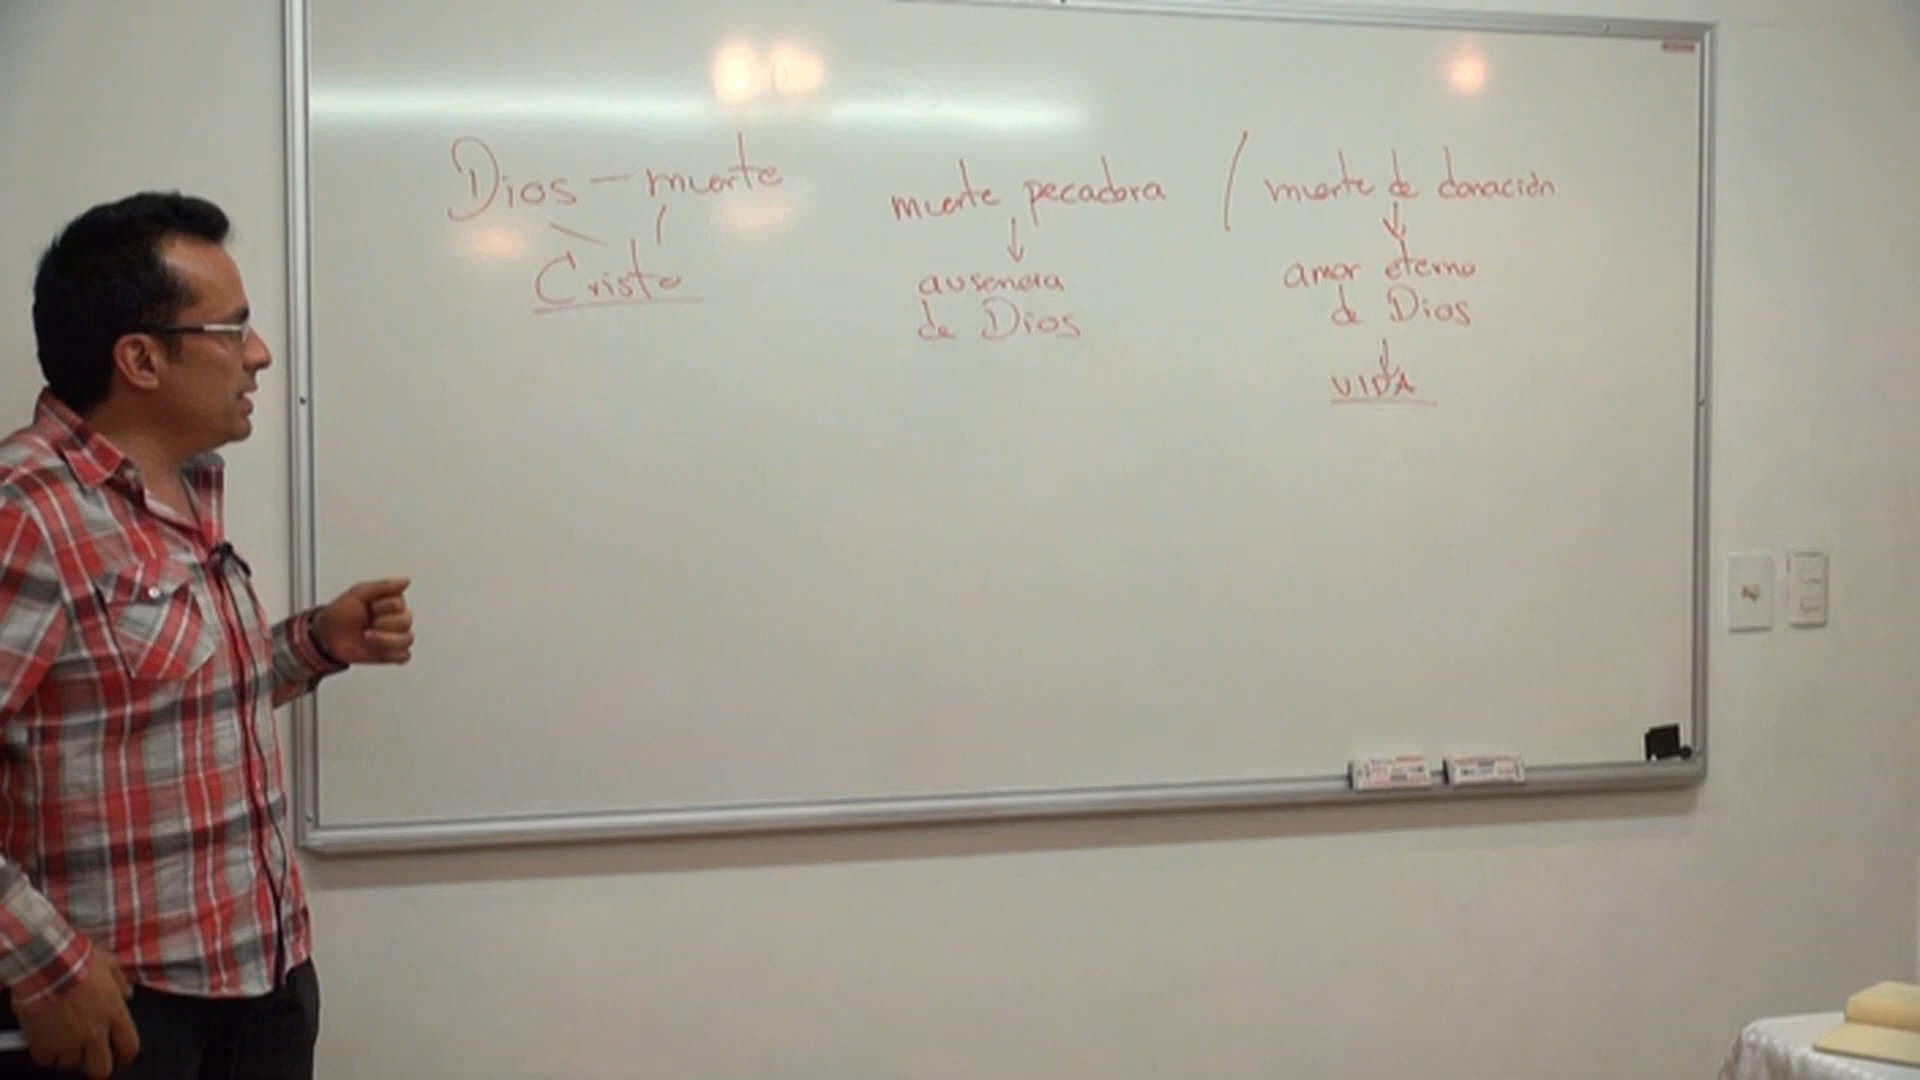 Dios — muerte
Cristo
muerte pecadora / muerte de donación
ausencia
de Dios
amor eterno
de Dios
VIDA